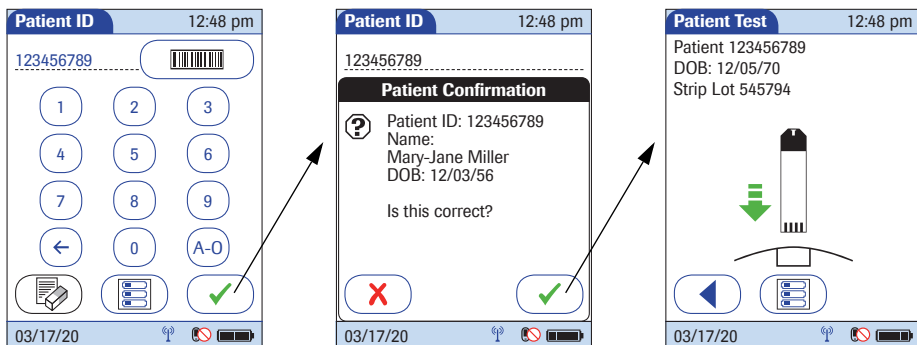 Patient ID 12:48 pm
123456789
1 2 3
4 5 6
7 8 9
0 A-O
03/17/20
Patient ID 12:48 pm
123456789
Patient Confirmation
Patient ID: 123456789
Name:
Mary-Jane Miller
DOB: 12/03/56
Is this correct?
03/17/20
Patient Test 12:48 pm
Patient 123456789
DOB: 12/05/70
Strip Lot 545794
03/17/20